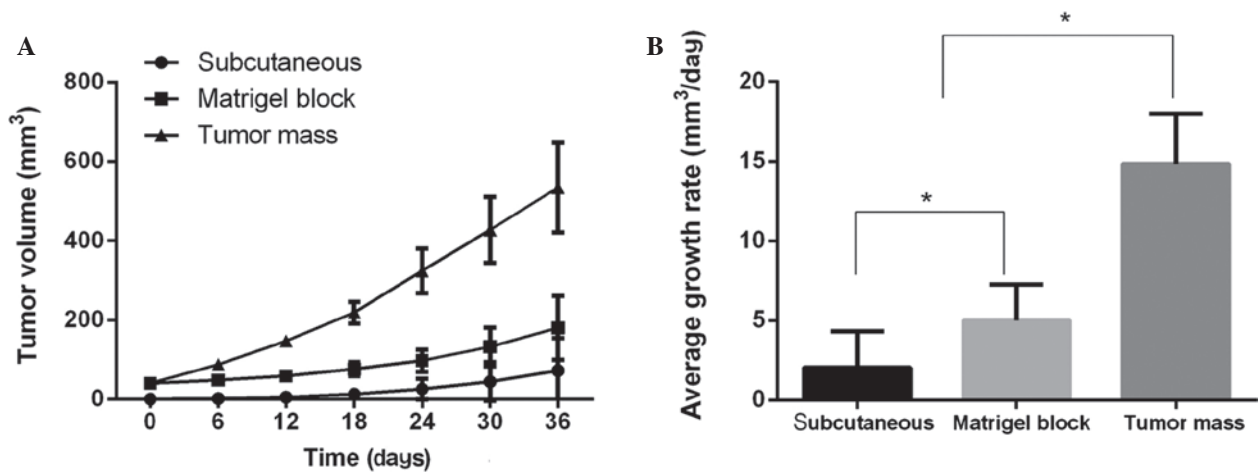 A
Subcutaneous
Matrigel block
Tumor mass
Tumor volume (mm³)
800
600
400
200
0
0 6 12 18 24 30 36
Time (days)
B
*
*
Average growth rate (mm³/day)
20
15
10
5
0
Subcutaneous Matrigel block Tumor mass